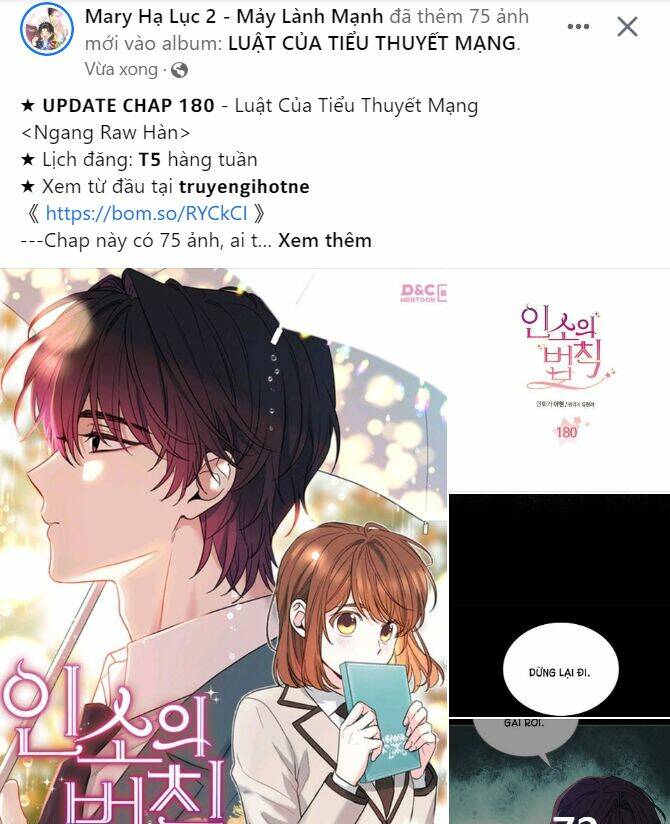 Mary Hạ Lục 2 - Mảy Lành Mạnh đã thêm 75 ảnh
mới vào album: LUẬT CỦA TIỂU THUYẾT MẠNG.
Vừa xong ·
★ UPDATE CHAP 180 - Luật Của Tiểu Thuyết Mạng
<Ngang Raw Hàn>
★ Lịch đăng: T5 hàng tuần
★ Xem từ đầu tại truyengihotne
《 https://bom.so/RYCkCI 》
---Chap này có 75 ảnh, ai t... Xem thêm
D&C
WEBTOON B
인소의
법칙
180
DỪNG LẠI ĐI.
GÁI RỒI.
인소의
법칙